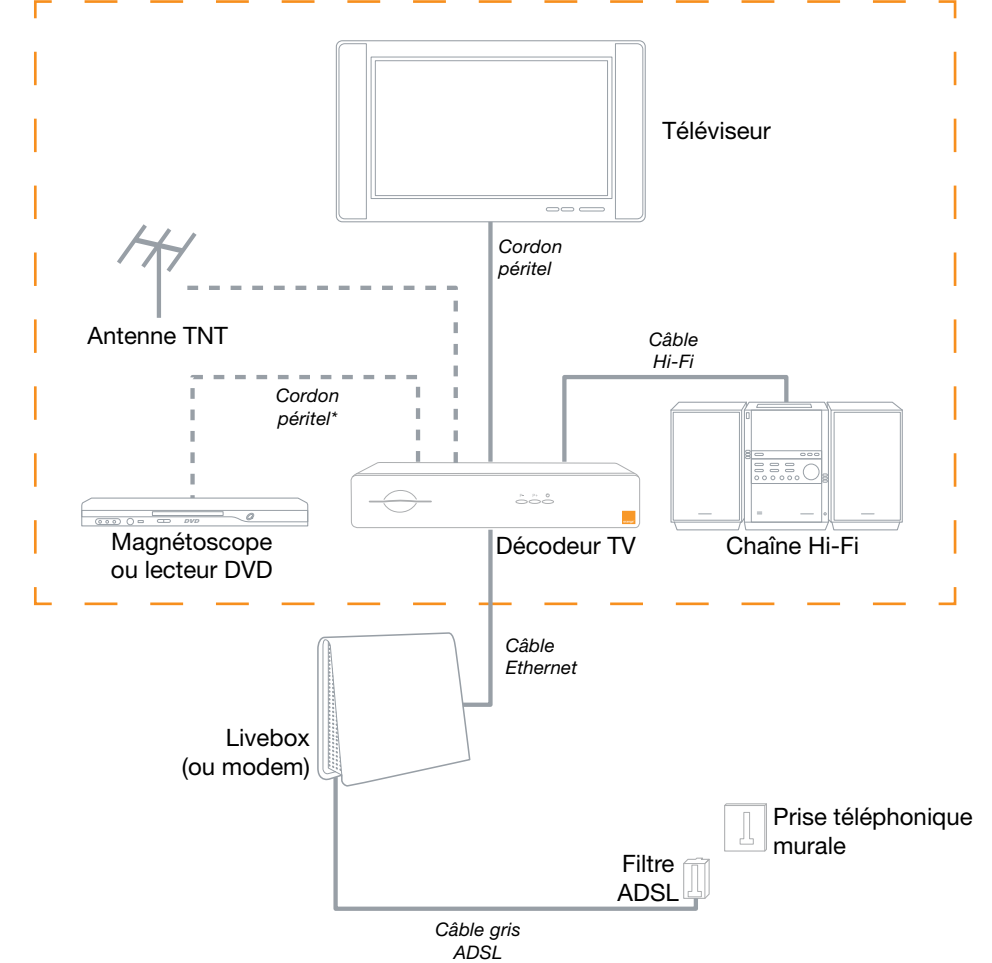 Téléviseur
Cordon
péritel
Antenne TNT
Câble
Hi-Fi
Cordon
péritel*
DVD
Magnétoscope
ou lecteur DVD
Décodeur TV
Chaîne Hi-Fi
Câble
Ethernet
Livebox
(ou modem)
Prise téléphonique
murale
Filtre
ADSL
Câble gris
ADSL